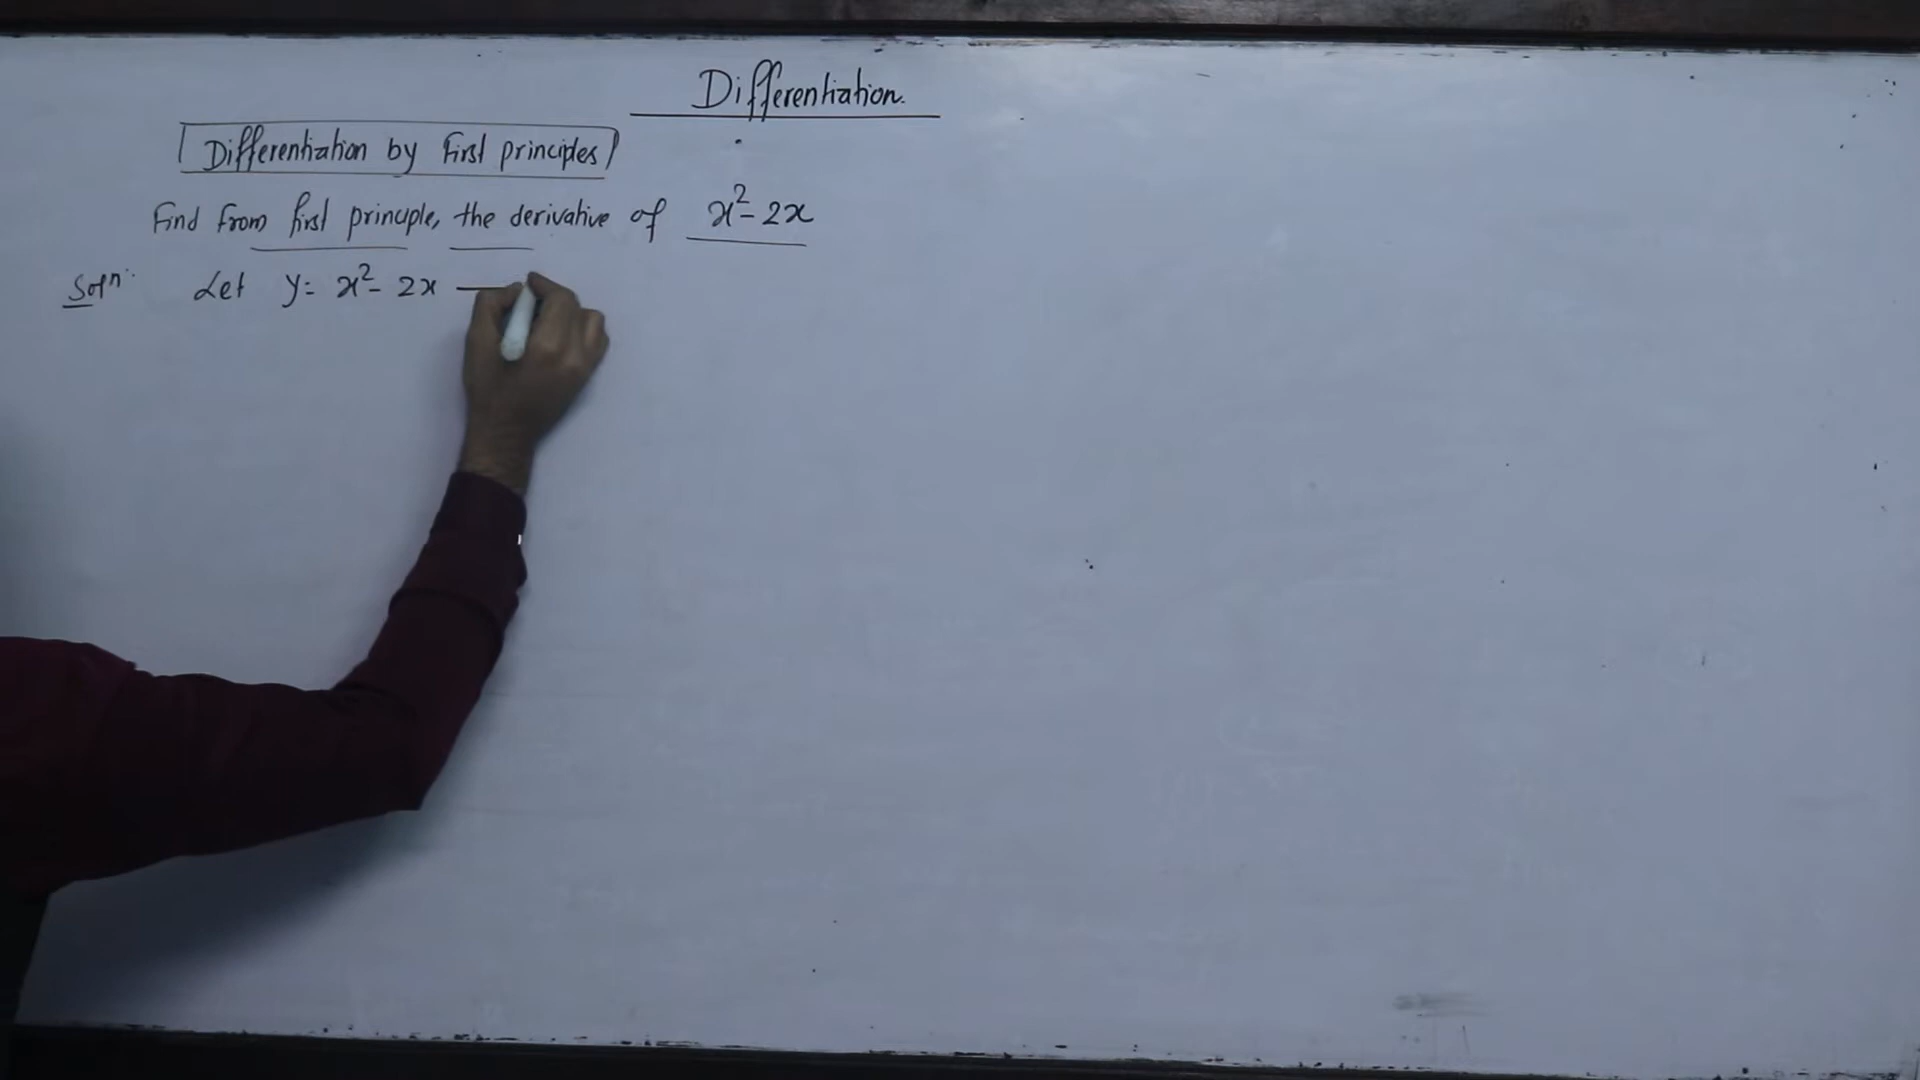 Differentiation.
Differentiation by First principles
Find from first principle, the derivative of x² - 2x
Solⁿ: Let y = x² - 2x —